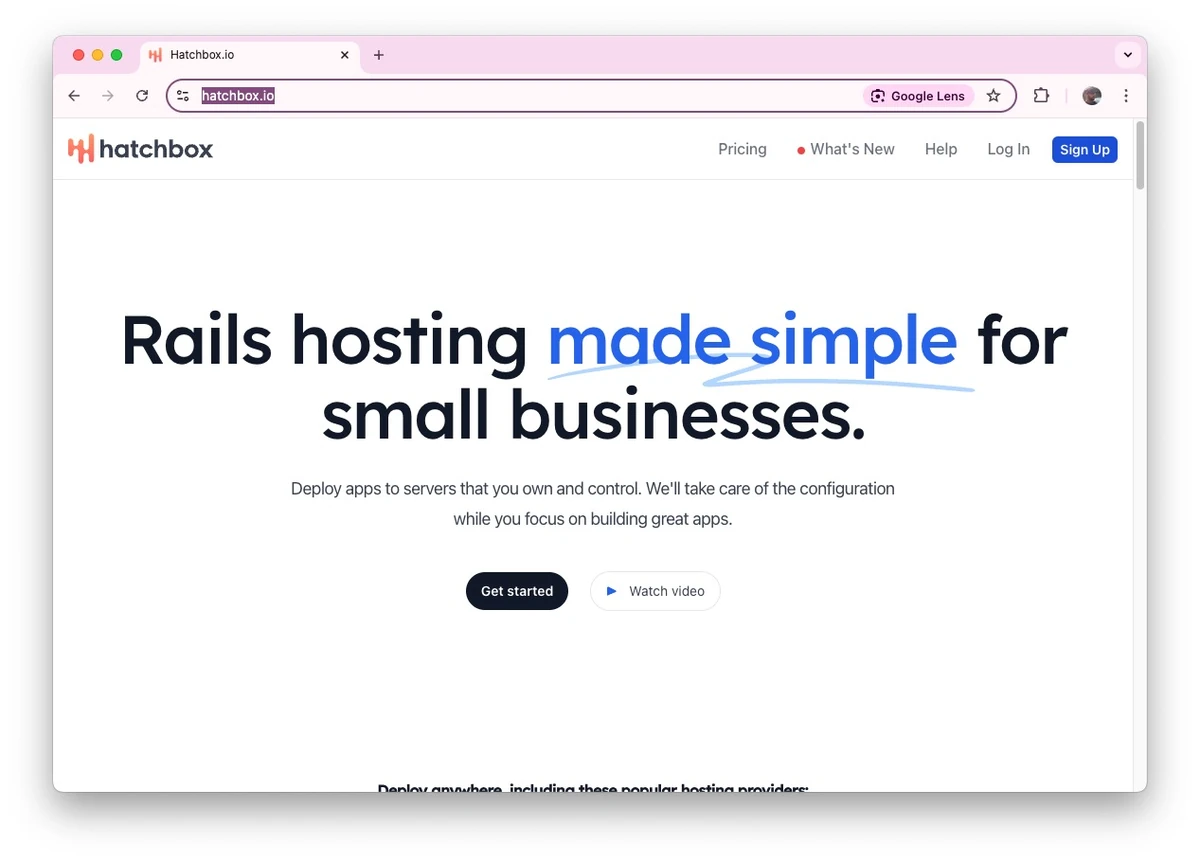 Hatchbox.io
hatchbox.io
Google Lens
hatchbox
Pricing
What's New
Help
Log In
Sign Up
Rails hosting made simple for
small businesses.
Deploy apps to servers that you own and control. We'll take care of the configuration
while you focus on building great apps.
Get started
Watch video
Deploy anywhere, including these popular hosting providers: